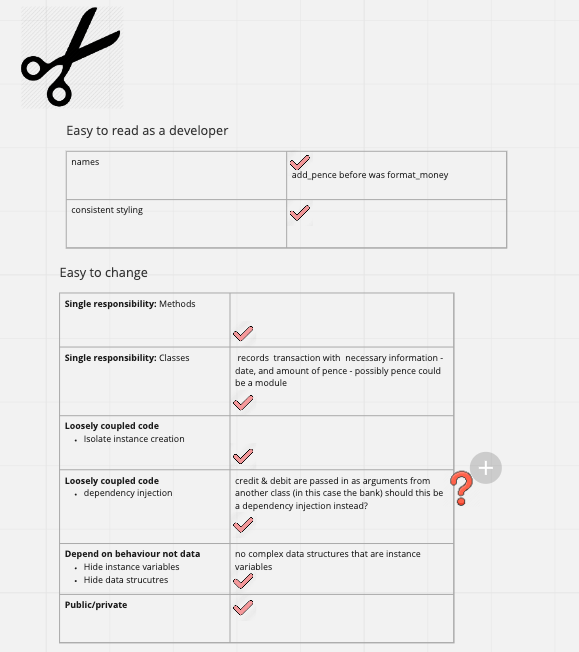 Easy to read as a developer
names
add_pence before was format_money
consistent styling
Easy to change
Single responsibility: Methods
Single responsibility: Classes
records transaction with necessary information -
date, and amount of pence - possibly pence could
be a module
Loosely coupled code
• Isolate instance creation
Loosely coupled code
• dependency injection
credit & debit are passed in as arguments from
another class (in this case the bank) should this be
a dependency injection instead?
Depend on behaviour not data
• Hide instance variables
• Hide data strucutres
no complex data structures that are instance
variables
Public/private